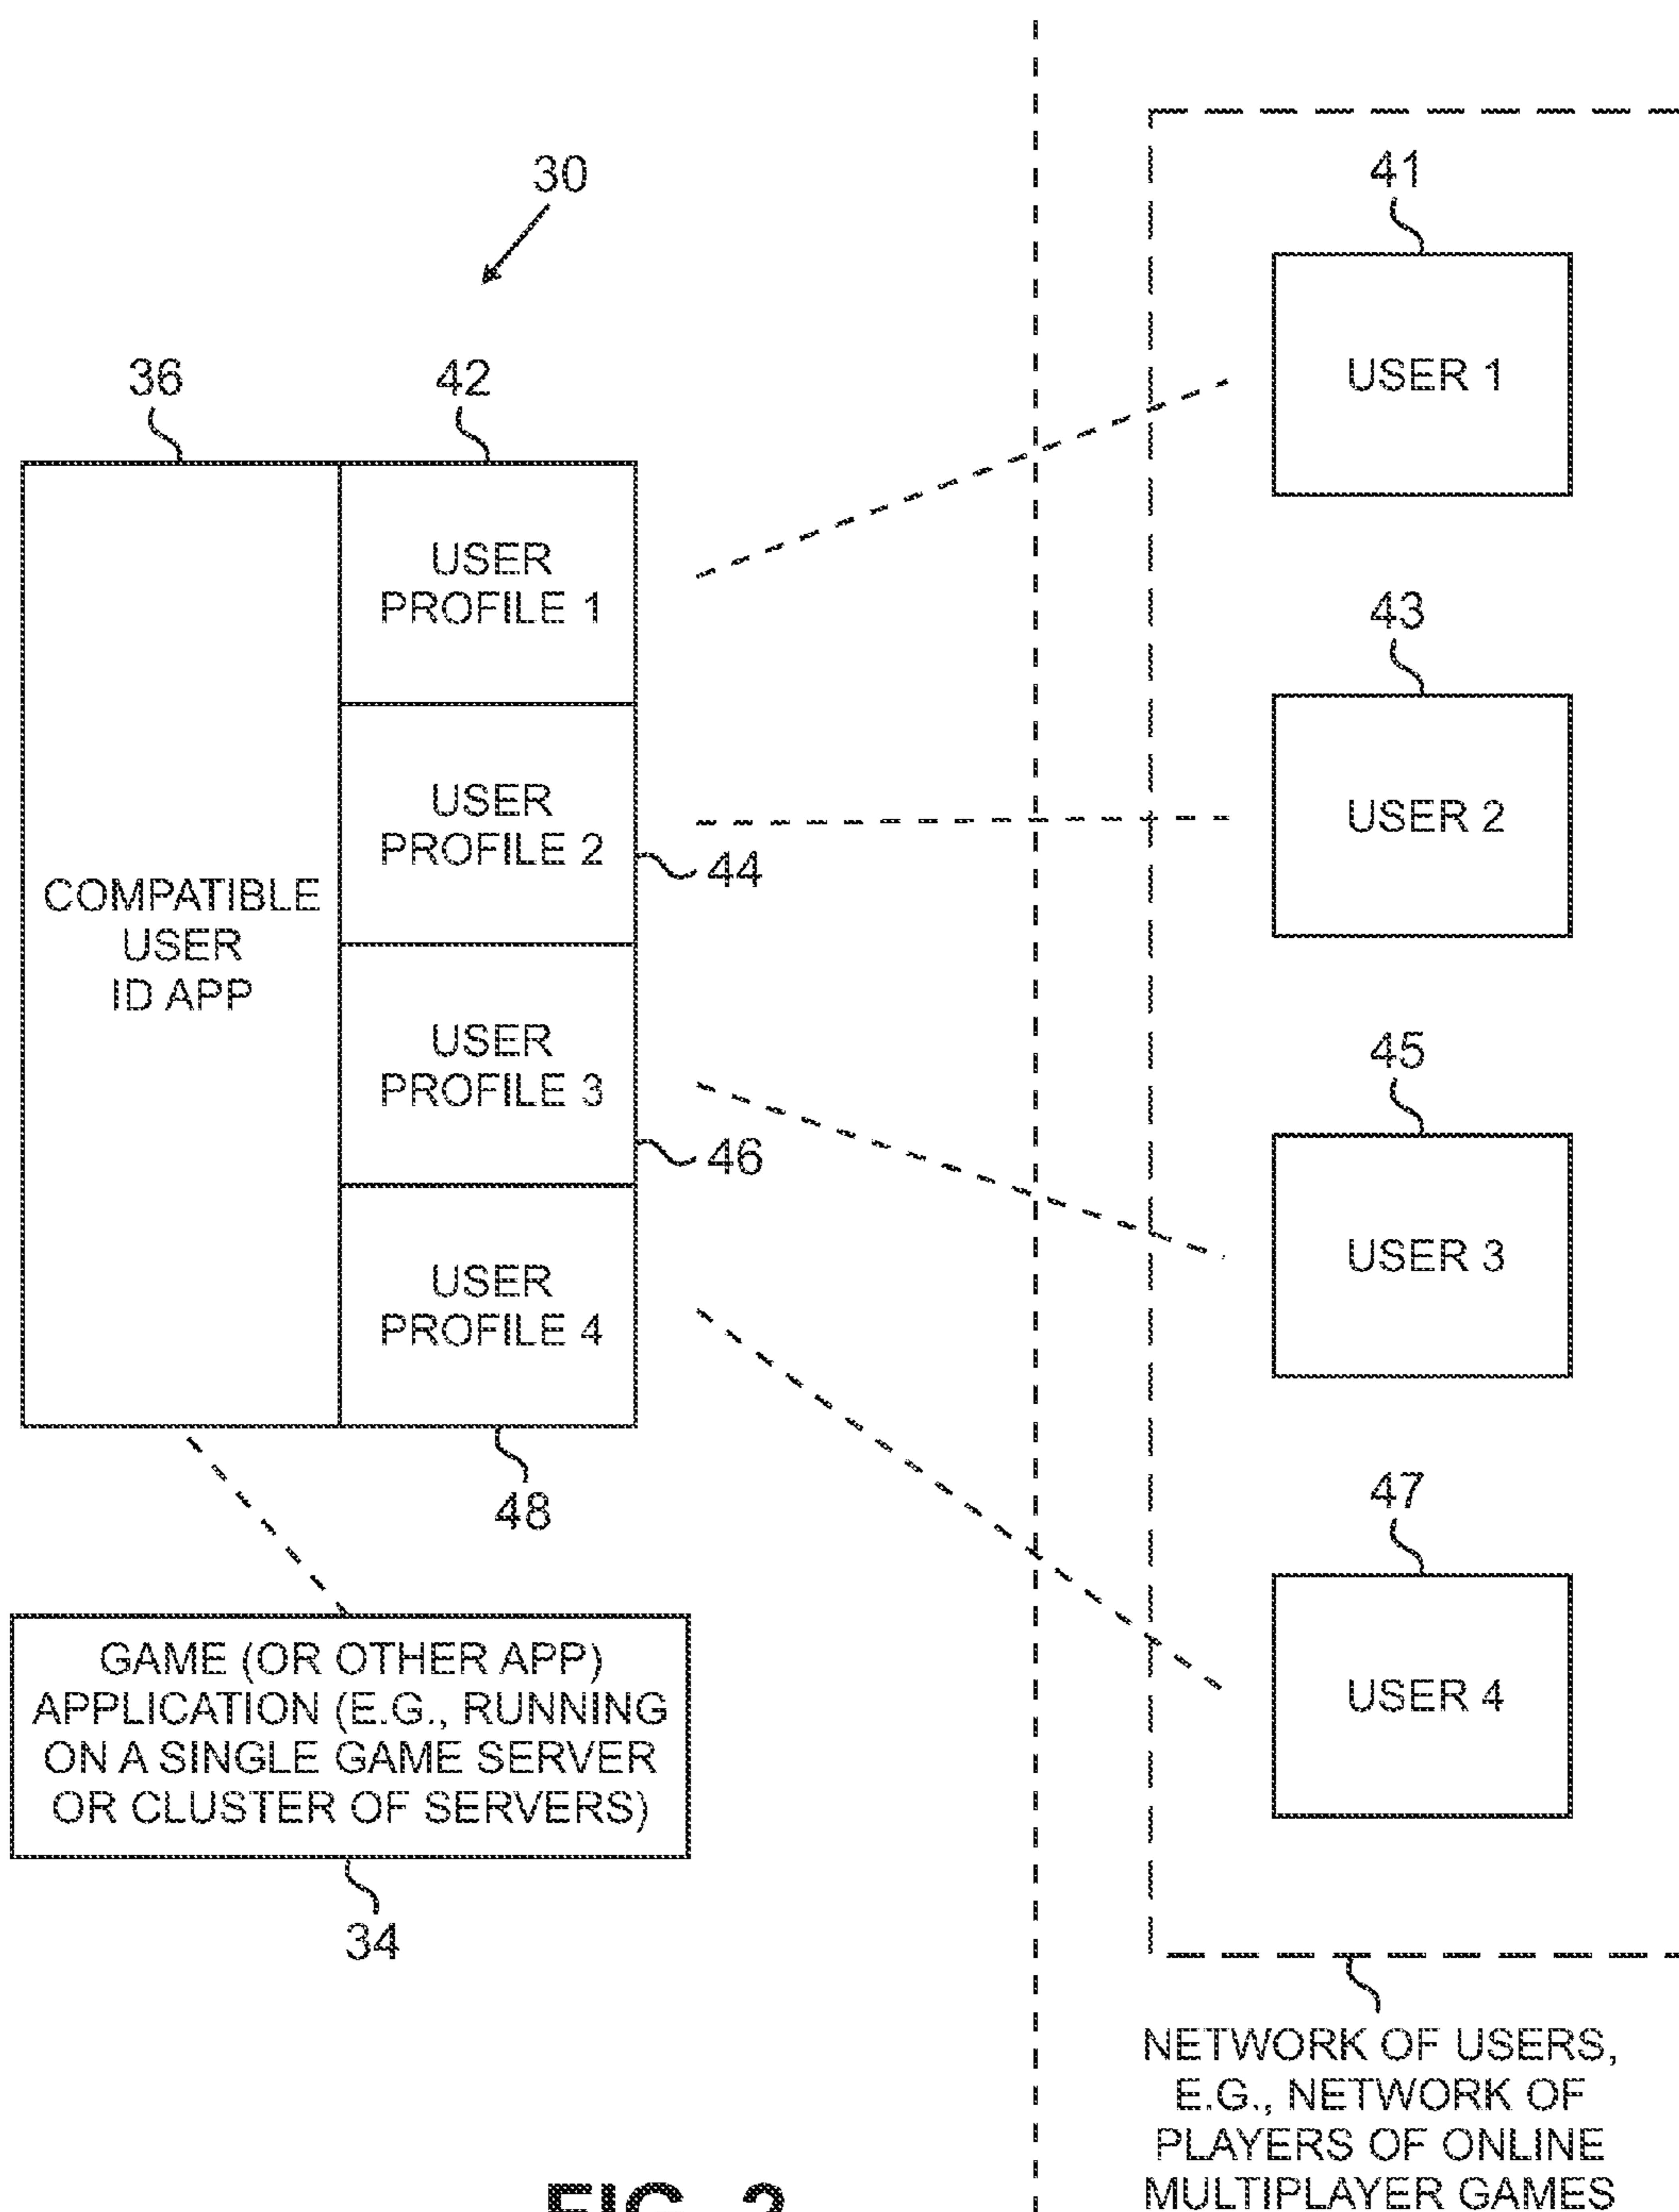 30
36
42
USER
PROFILE 1
USER
PROFILE 2
44
COMPATIBLE
USER
ID APP
USER
PROFILE 3
46
USER
PROFILE 4
48
GAME (OR OTHER APP)
APPLICATION (E.G., RUNNING
ON A SINGLE GAME SERVER
OR CLUSTER OF SERVERS)
34
41
USER 1
43
USER 2
45
USER 3
47
USER 4
NETWORK OF USERS,
E.G., NETWORK OF
PLAYERS OF ONLINE
MULTIPLAYER GAMES
FIG. 2